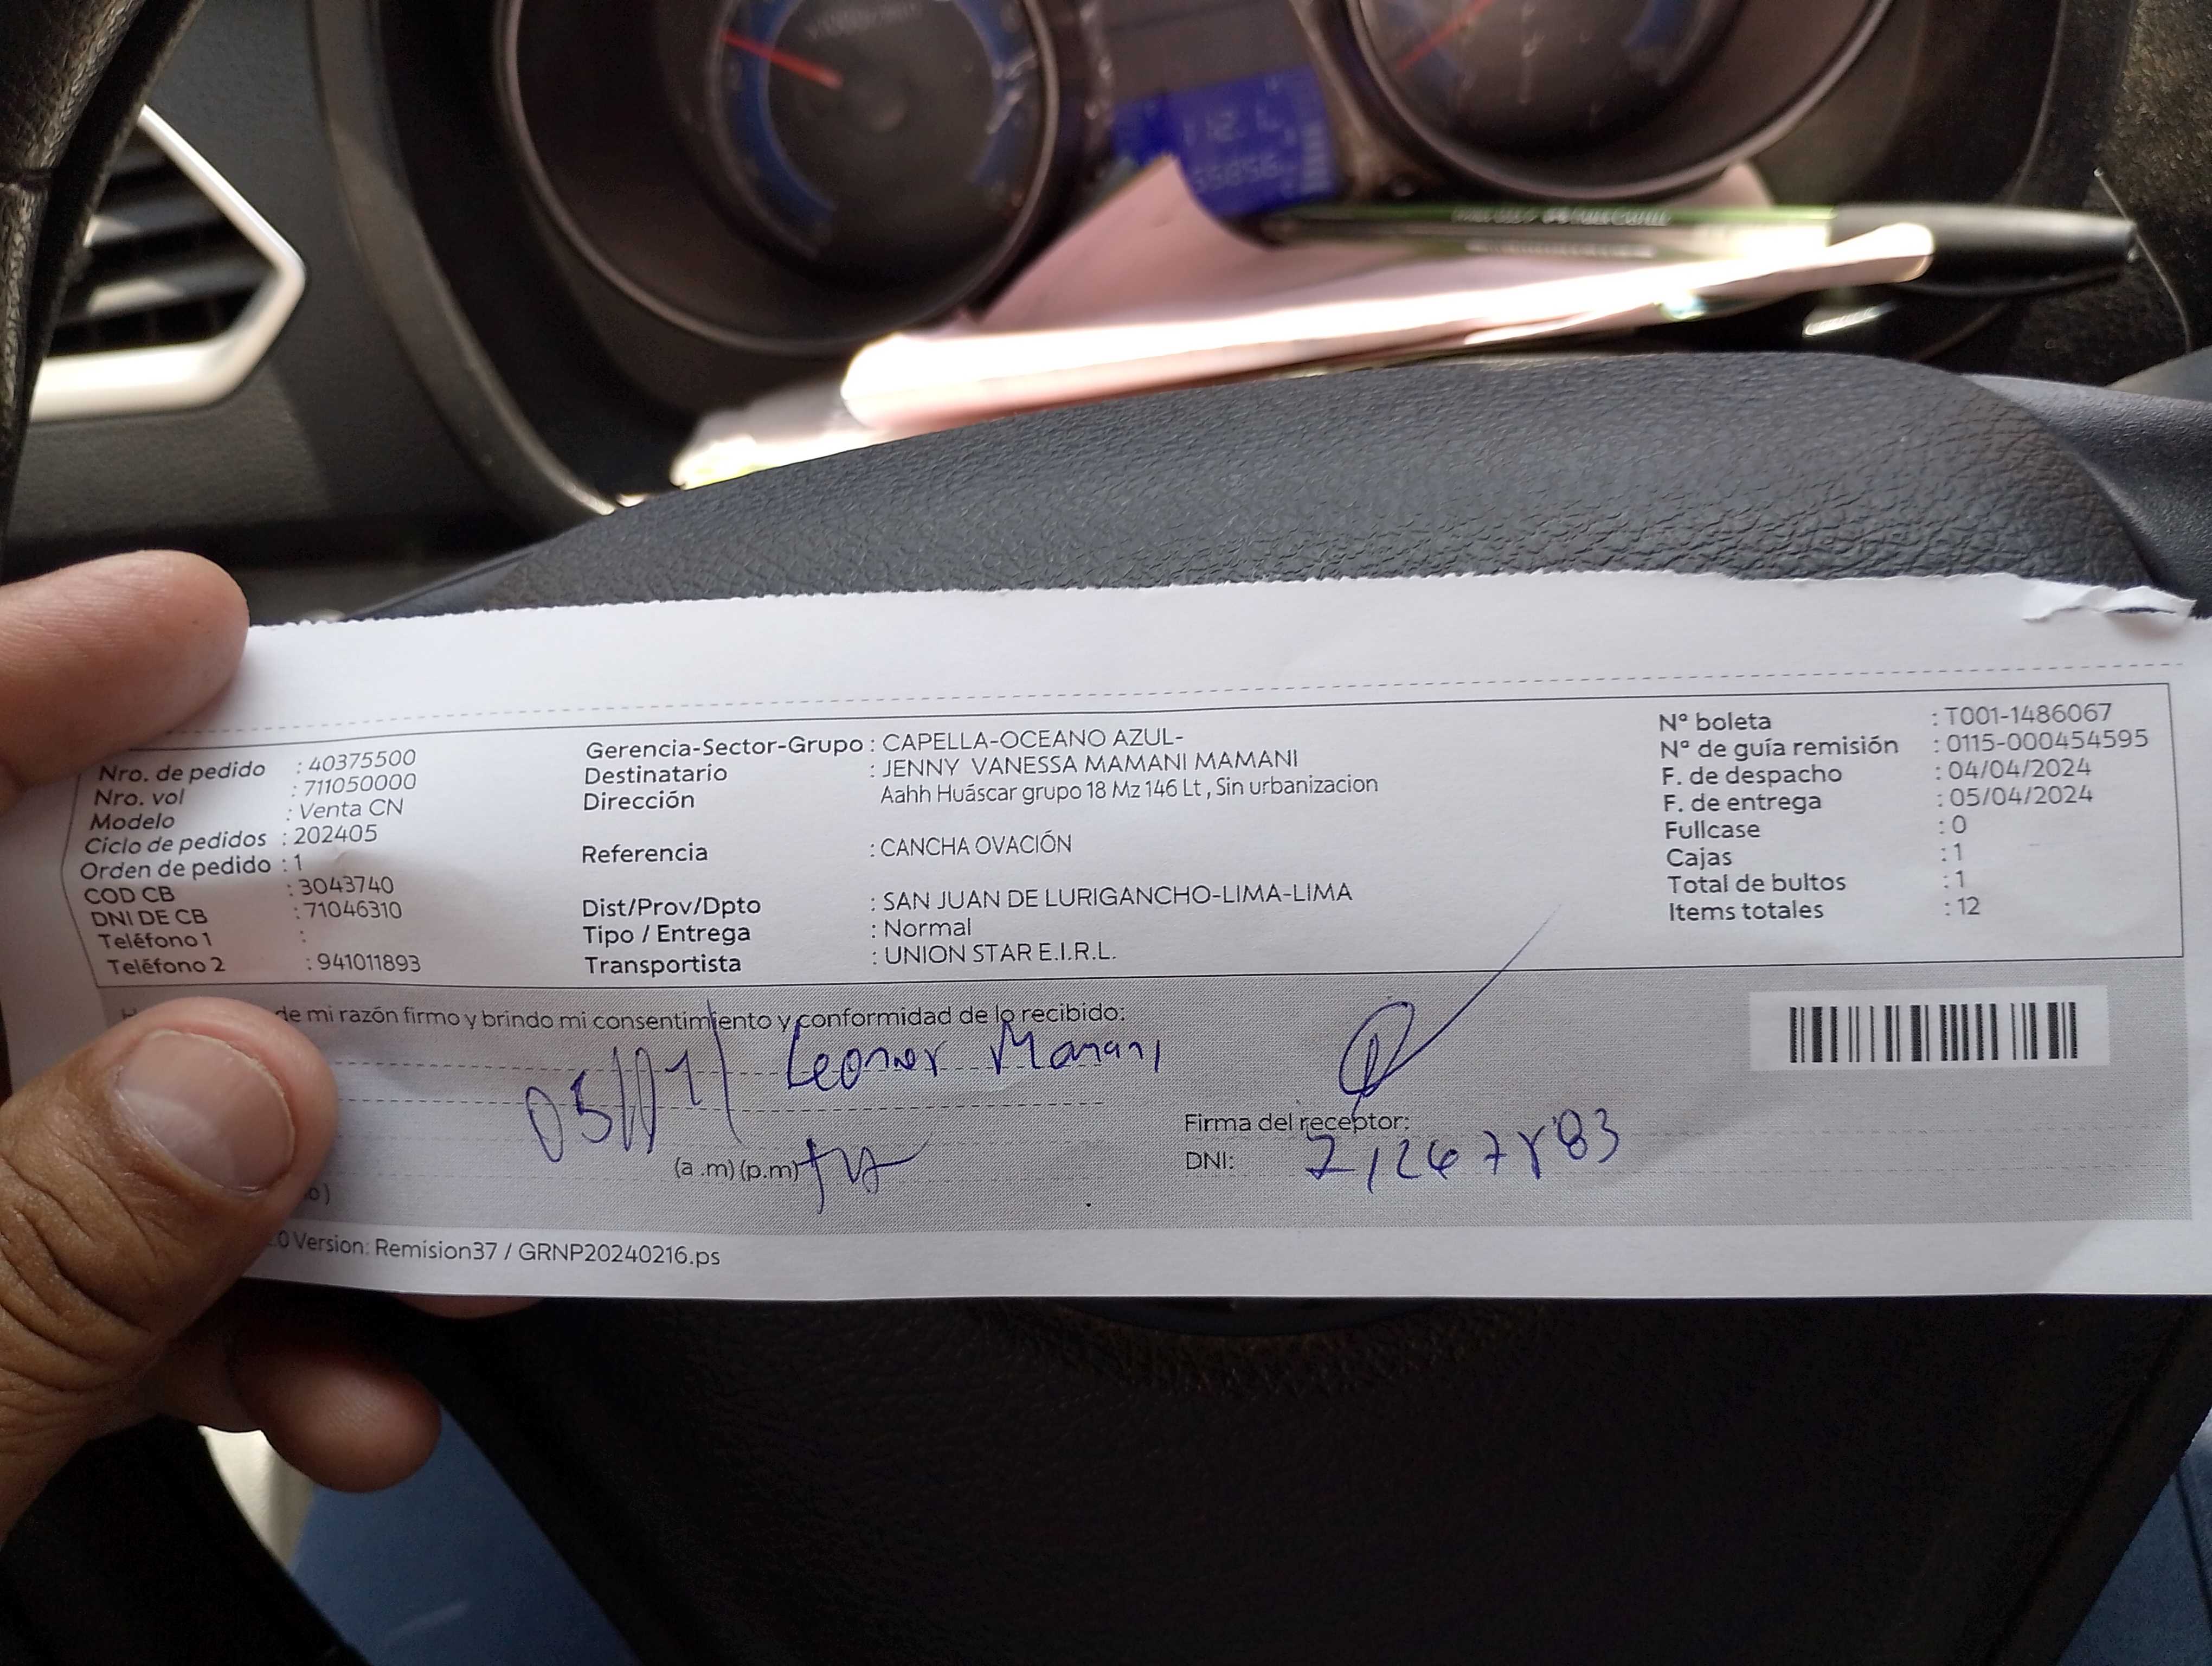 Nro. de pedido : 40375500
Nro. vol : 711050000
Modelo : Venta CN
Ciclo de pedidos : 202405
Orden de pedido : 1
COD CB : 3043740
DNI DE CB : 71046310
Teléfono 1 :
Teléfono 2 : 941011893
Gerencia-Sector-Grupo : CAPELLA-OCEANO AZUL-
Destinatario : JENNY VANESSA MAMANI MAMANI
Dirección Aahh Huáscar grupo 18 Mz 146 Lt , Sin urbanizacion
Referencia : CANCHA OVACIÓN
Dist/Prov/Dpto : SAN JUAN DE LURIGANCHO-LIMA-LIMA
Tipo / Entrega : Normal
Transportista : UNION STAR E.I.R.L.
N° boleta : T001-1486067
N° de guía remisión : 0115-000454595
F. de despacho : 04/04/2024
F. de entrega : 05/04/2024
Fullcase : 0
Cajas : 1
Total de bultos : 1
Items totales : 12
de mi razón firmo y brindo mi consentimiento y conformidad de lo recibido:
Leonor Mamani
Firma del receptor:
(a .m) (p.m)
DNI:
0 Version: Remision37 / GRNP20240216.ps